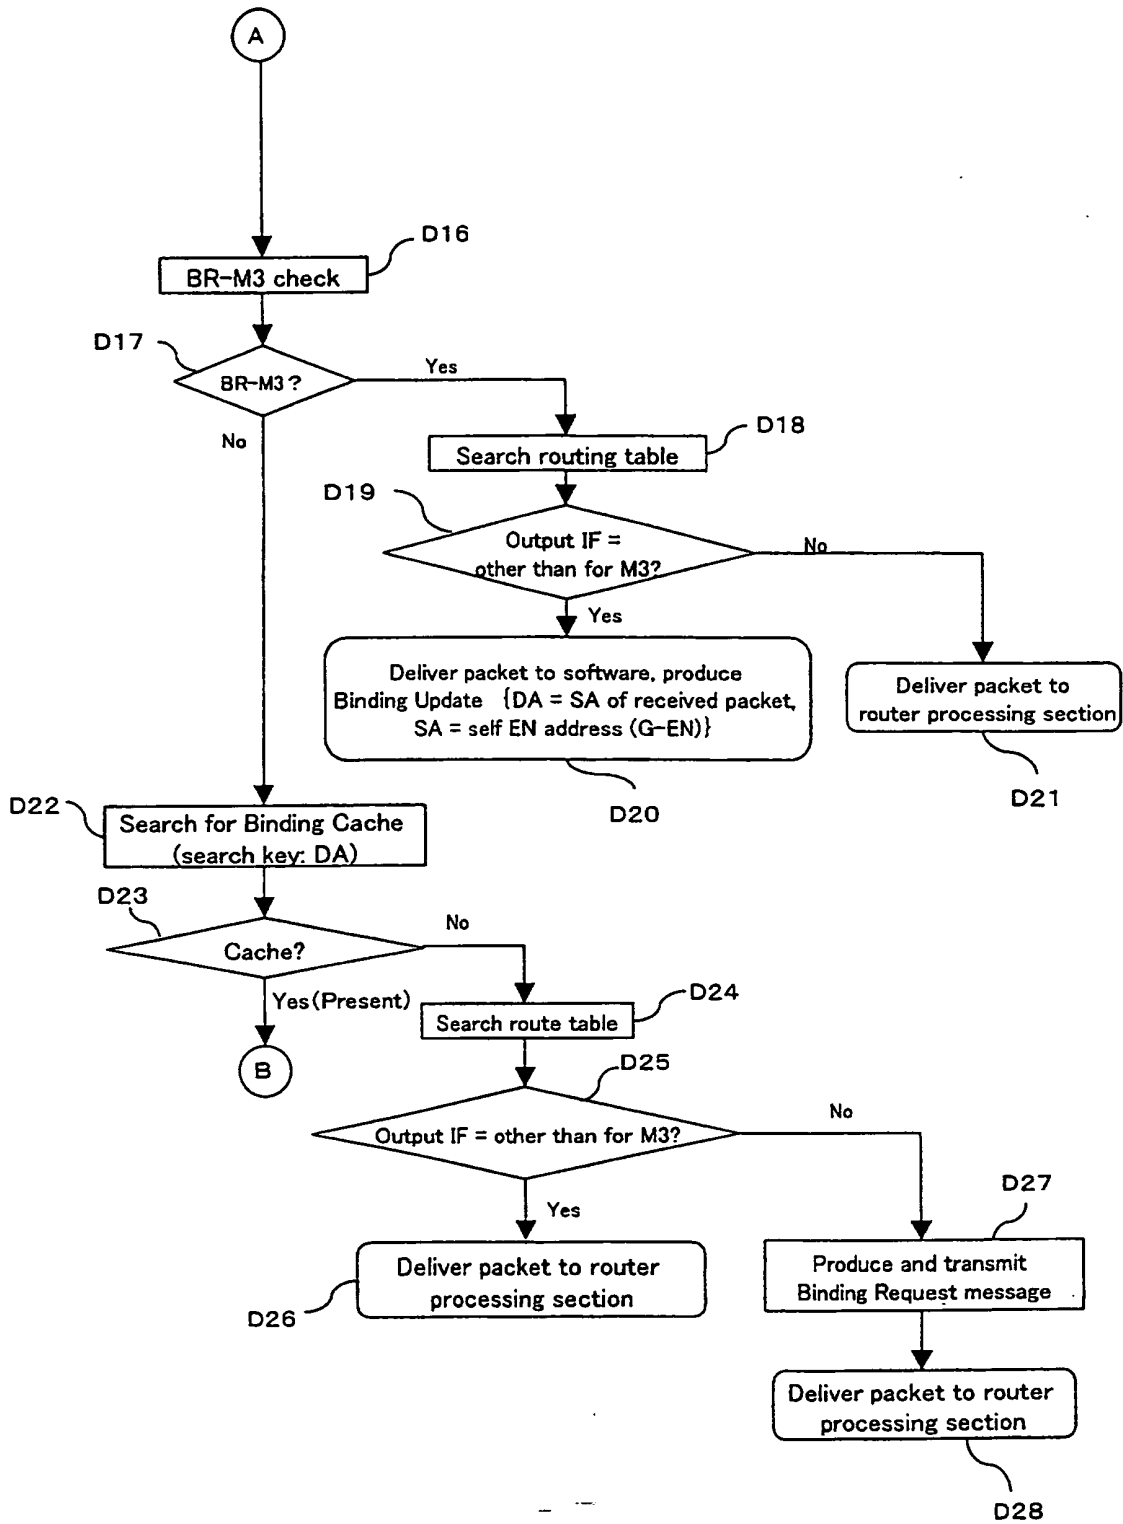 A
D16
BR-M3 check
D17
BR-M3?
Yes
No
D18
Search routing table
D19
Output IF =
other than for M3?
No
Yes
Deliver packet to software, produce
Binding Update {DA = SA of received packet,
SA = self EN address (G-EN)}
Deliver packet to
router processing section
D20
D21
D22
Search for Binding Cache
(search key: DA)
D23
Cache?
No
Yes(Present)
B
D24
Search route table
D25
Output IF = other than for M3?
No
Yes
D27
Deliver packet to router
processing section
D26
Produce and transmit
Binding Request message
Deliver packet to router
processing section
D28